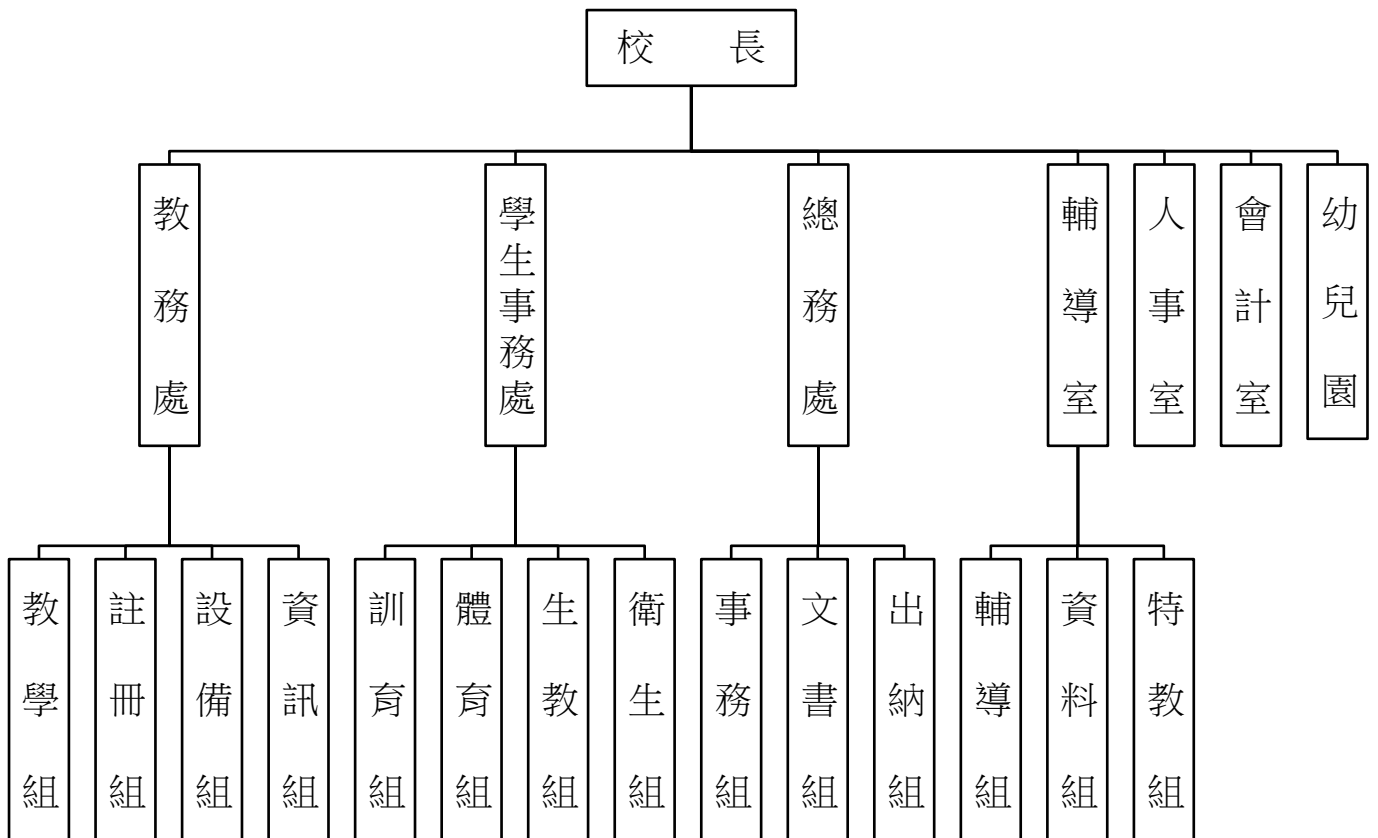 校長
教務處
學生事務處
總務處
輔導室
人事室
會計室
幼兒園
教學組
註冊組
設備組
資訊組
訓育組
體育組
生教組
衛生組
事務組
文書組
出納組
輔導組
資料組
特教組